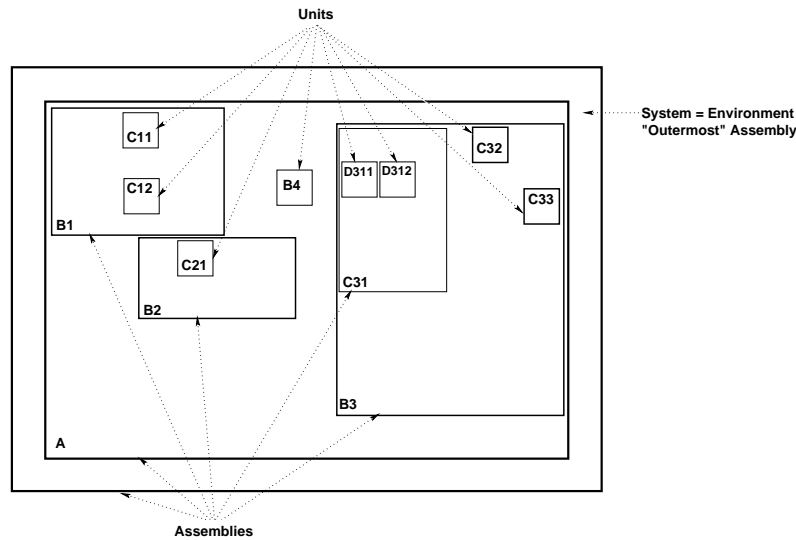 Units
System = Environment
"Outermost" Assembly
C11
C32
D311
D312
C12
B4
C33
B1
C21
C31
B2
B3
A
Assemblies